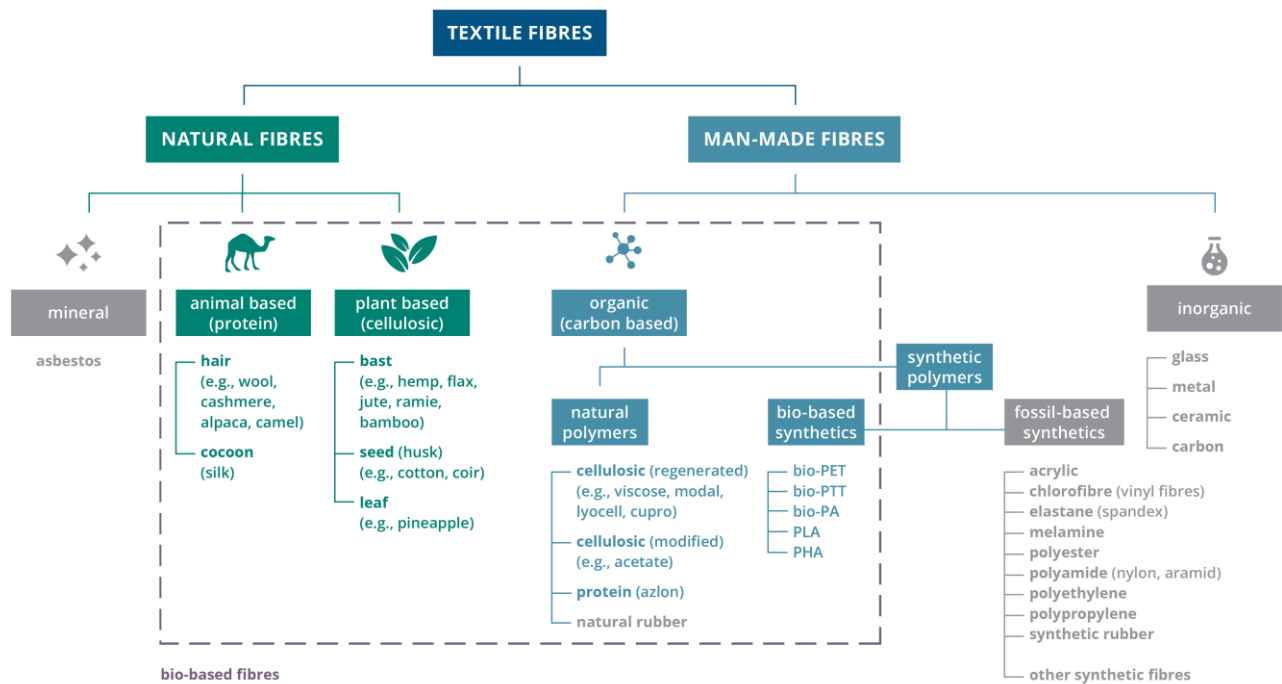 TEXTILE FIBRES
NATURAL FIBRES
MAN-MADE FIBRES
mineral
asbestos
animal based
(protein)
hair
(e.g., wool,
cashmere,
alpaca, camel)
cocoon
(silk)
plant based
(cellulosic)
bast
(e.g., hemp, flax,
jute, ramie,
bamboo)
seed (husk)
(e.g., cotton, coir)
leaf
(e.g., pineapple)
organic
(carbon based)
natural
polymers
cellulosic (regenerated)
(e.g., viscose, modal,
lyocell, cupro)
cellulosic (modified)
(e.g., acetate)
protein (azlon)
natural rubber
synthetic
polymers
bio-based
synthetics
bio-PET
bio-PTT
bio-PA
PLA
PHA
fossil-based
synthetics
acrylic
chlorofibre (vinyl fibres)
elastane (spandex)
melamine
polyester
polyamide (nylon, aramid)
polyethylene
polypropylene
synthetic rubber
other synthetic fibres
inorganic
glass
metal
ceramic
carbon
bio-based fibres